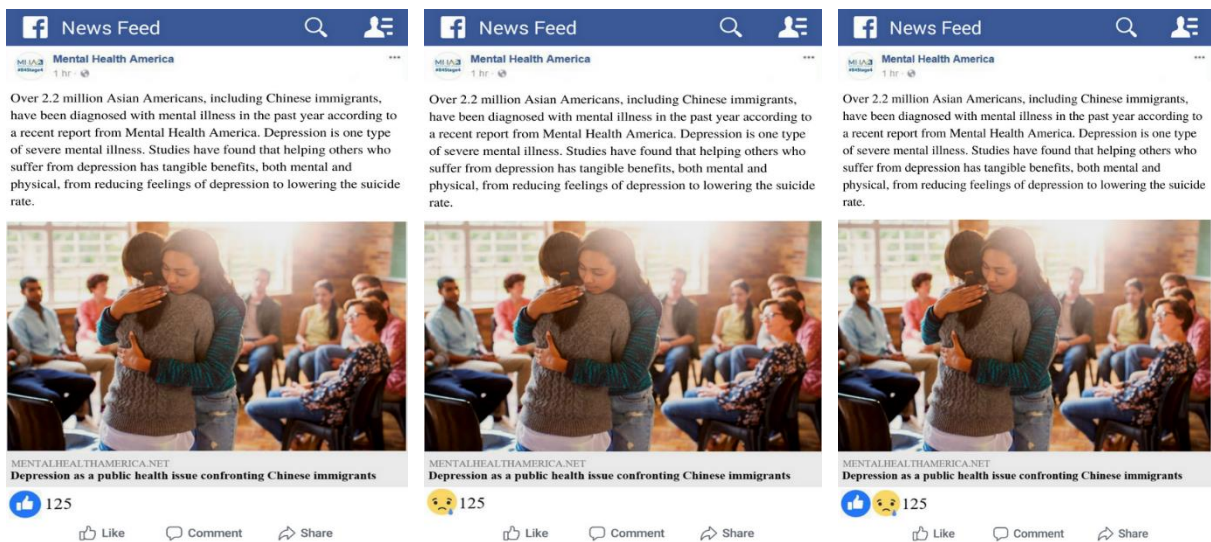 News Feed
Mental Health America
1 hr
Over 2.2 million Asian Americans, including Chinese immigrants,
have been diagnosed with mental illness in the past year according to
a recent report from Mental Health America. Depression is one type
of severe mental illness. Studies have found that helping others who
suffer from depression has tangible benefits, both mental and
physical, from reducing feelings of depression to lowering the suicide
rate.
MENTALHEALTHAMERICA.NET
Depression as a public health issue confronting Chinese immigrants
125
Like Comment Share
News Feed
Mental Health America
1 hr
Over 2.2 million Asian Americans, including Chinese immigrants,
have been diagnosed with mental illness in the past year according to
a recent report from Mental Health America. Depression is one type
of severe mental illness. Studies have found that helping others who
suffer from depression has tangible benefits, both mental and
physical, from reducing feelings of depression to lowering the suicide
rate.
MENTALHEALTHAMERICA.NET
Depression as a public health issue confronting Chinese immigrants
125
Like Comment Share
News Feed
Mental Health America
1 hr
Over 2.2 million Asian Americans, including Chinese immigrants,
have been diagnosed with mental illness in the past year according to
a recent report from Mental Health America. Depression is one type
of severe mental illness. Studies have found that helping others who
suffer from depression has tangible benefits, both mental and
physical, from reducing feelings of depression to lowering the suicide
rate.
MENTALHEALTHAMERICA.NET
Depression as a public health issue confronting Chinese immigrants
125
Like Comment Share